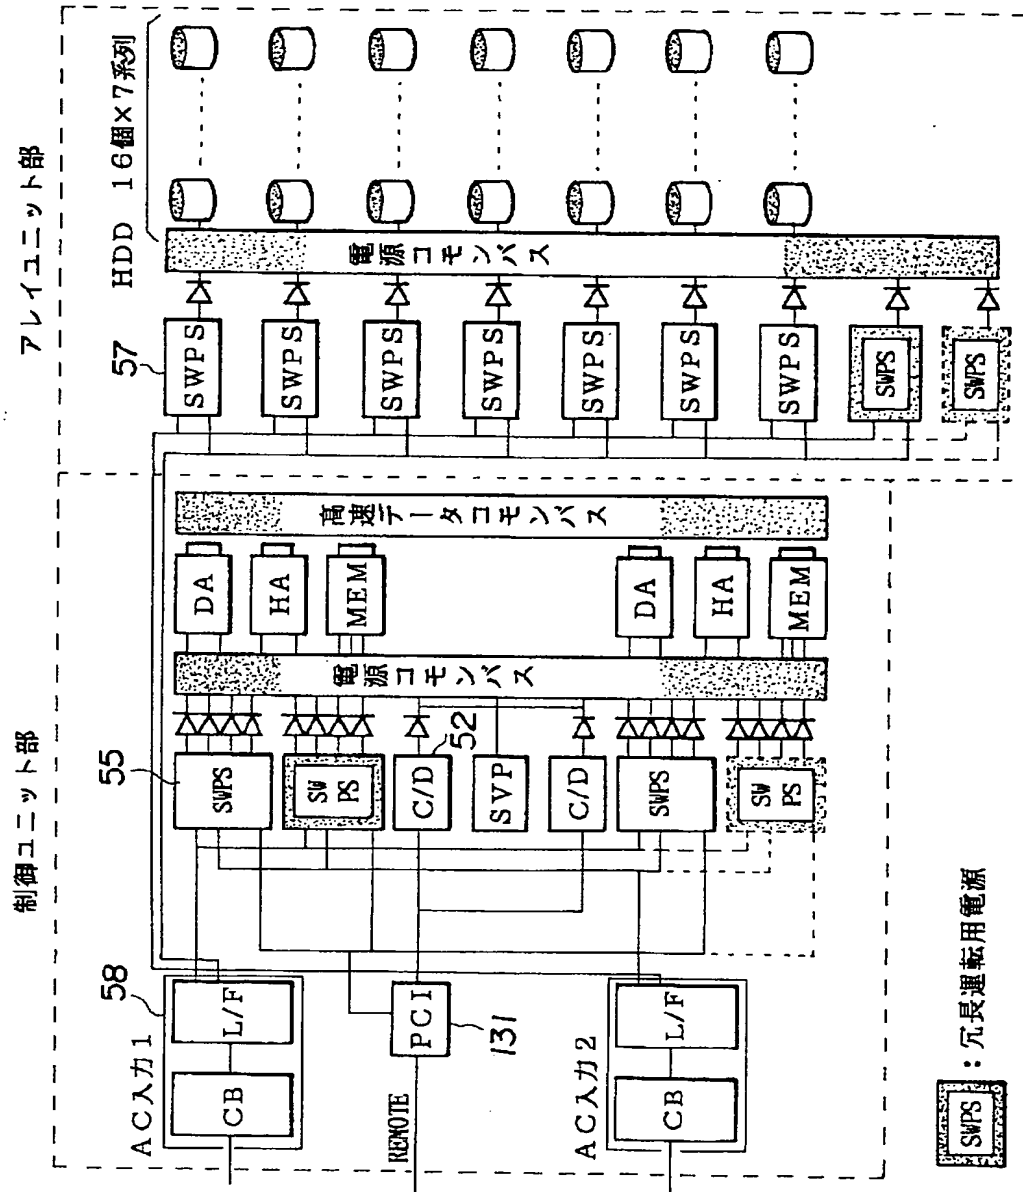 アレイユニット部
HDD 16個×7系列
電源コモンバス
57
SWPS
SWPS
SWPS
SWPS
SWPS
SWPS
SWPS
SWPS
SWPS
制御ユニット部
高速データコモンバス
DA
HA
MEM
DA
HA
MEM
電源コモンバス
55
52
SWPS
SW
PS
C/D
SVP
C/D
SWPS
SW
PS
58
AC入力1
L/F
CB
REMOTE
PCI
131
AC入力2
L/F
CB
SWPS
:冗長運転用電源